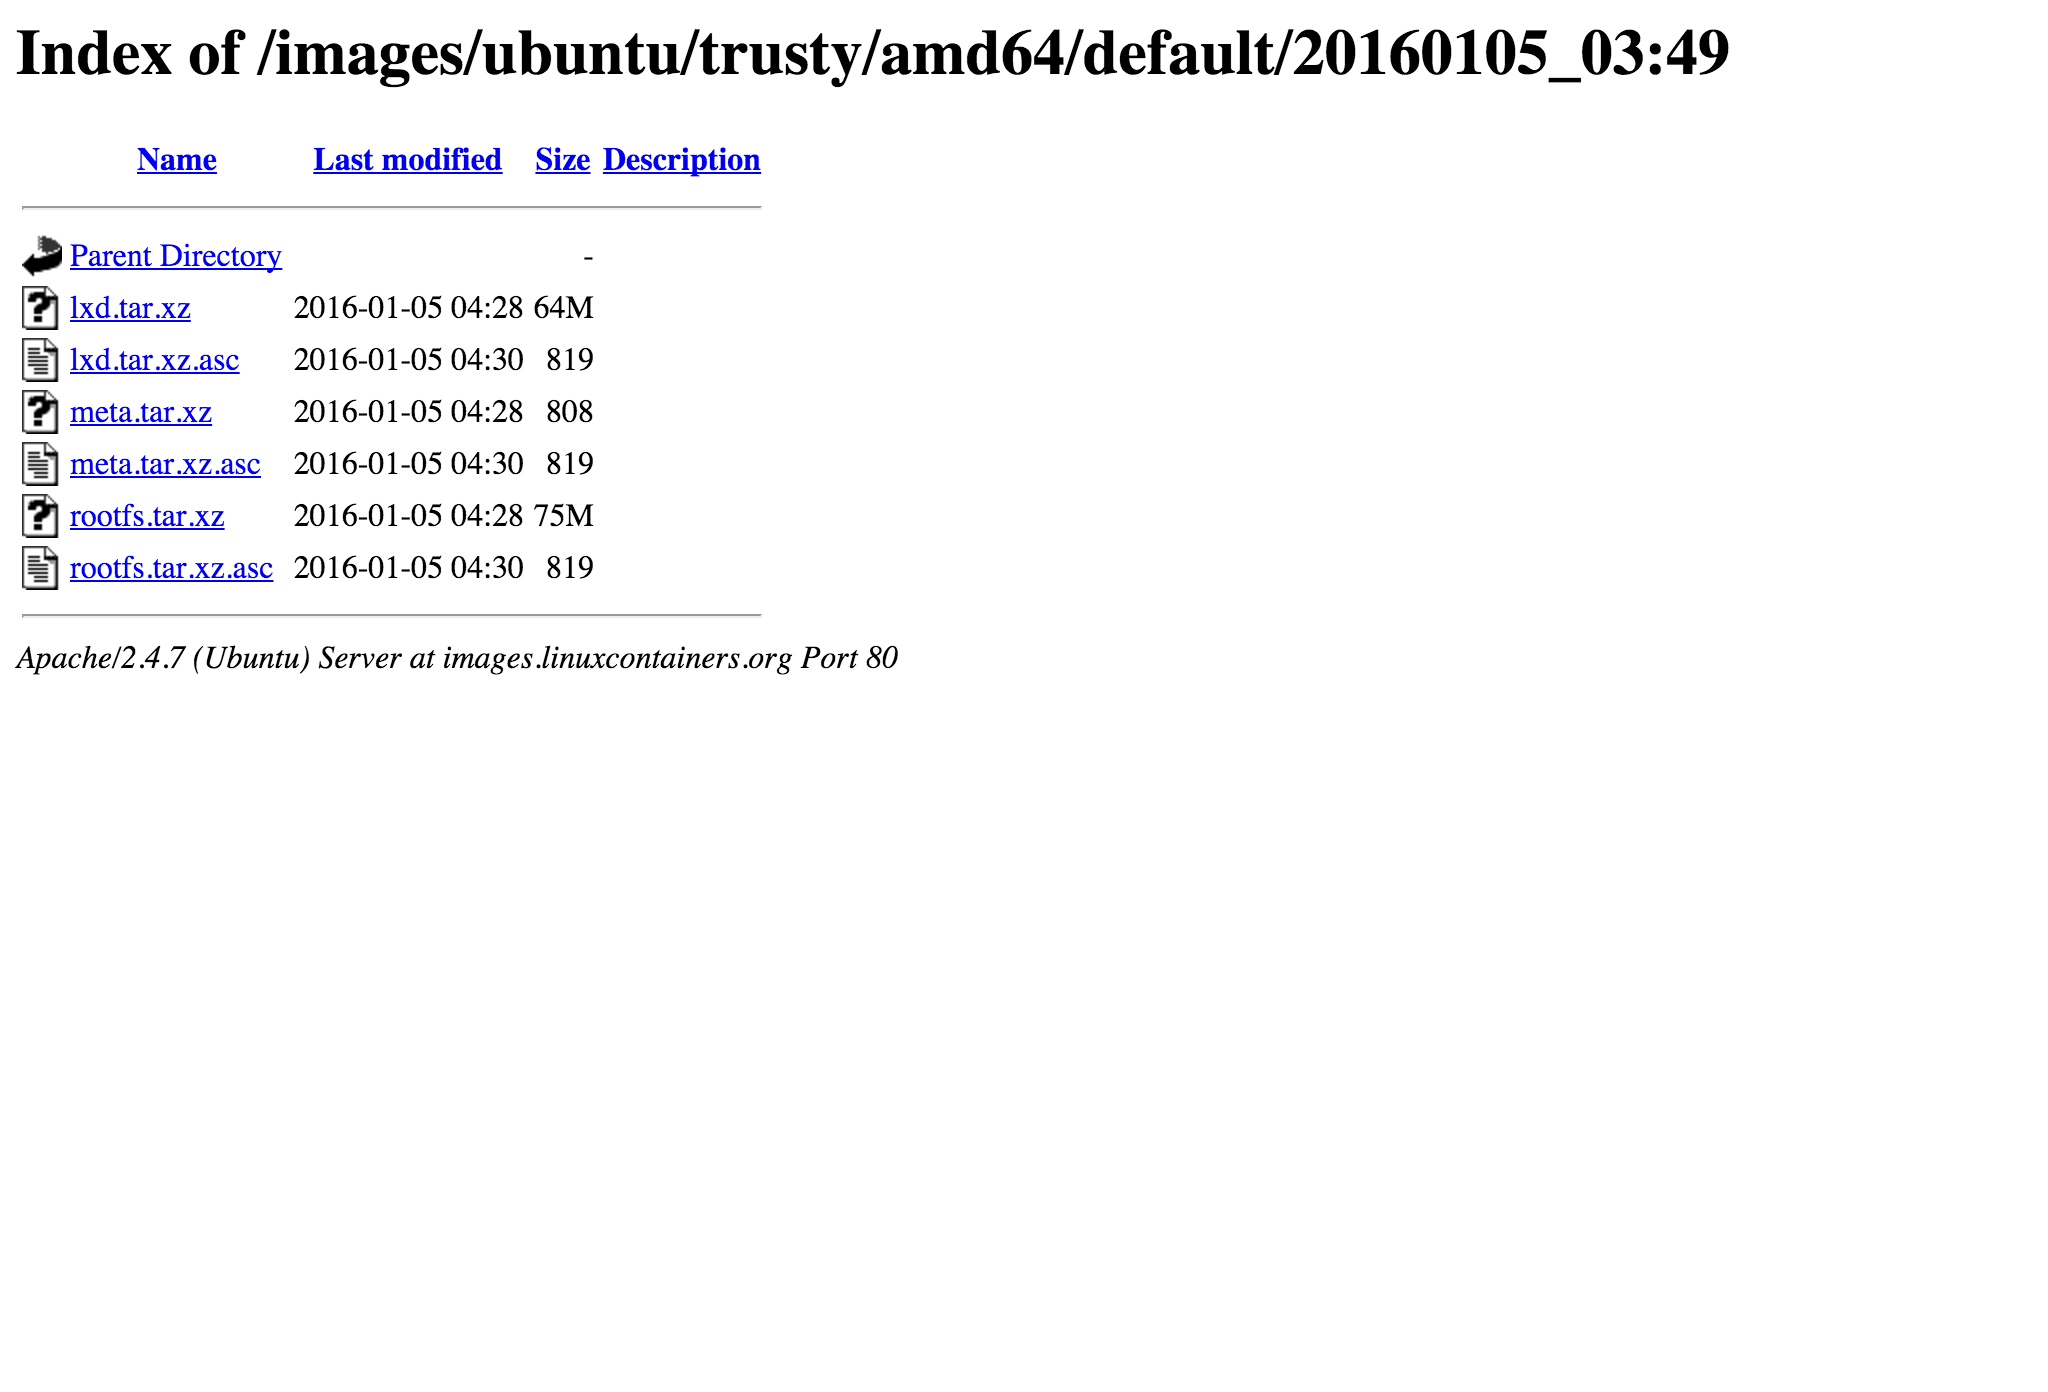 Index of /images/ubuntu/trusty/amd64/default/20160105_03:49
Name Last modified Size Description
Parent Directory -
lxd.tar.xz 2016-01-05 04:28 64M
lxd.tar.xz.asc 2016-01-05 04:30 819
meta.tar.xz 2016-01-05 04:28 808
meta.tar.xz.asc 2016-01-05 04:30 819
rootfs.tar.xz 2016-01-05 04:28 75M
rootfs.tar.xz.asc 2016-01-05 04:30 819
Apache/2.4.7 (Ubuntu) Server at images.linuxcontainers.org Port 80